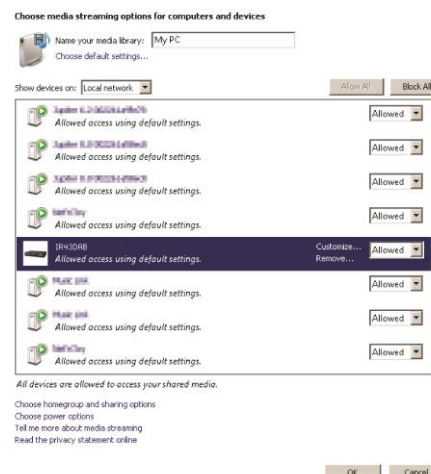 Choose media streaming options for computers and devices
Name your media library: My PC
Choose default settings...
Show devices on: Local network
Allow All
Block All
Allowed access using default settings.
Allowed
Allowed access using default settings.
Allowed
Allowed access using default settings.
Allowed
Allowed access using default settings.
Allowed
IR43DAB
Allowed access using default settings.
Customize...
Remove...
Allowed
Allowed access using default settings.
Allowed
Allowed access using default settings.
Allowed
Allowed access using default settings.
Allowed
All devices are allowed to access your shared media.
Choose homegroup and sharing options
Choose power options
Tell me more about media streaming
Read the privacy statement online
OK
Cancel